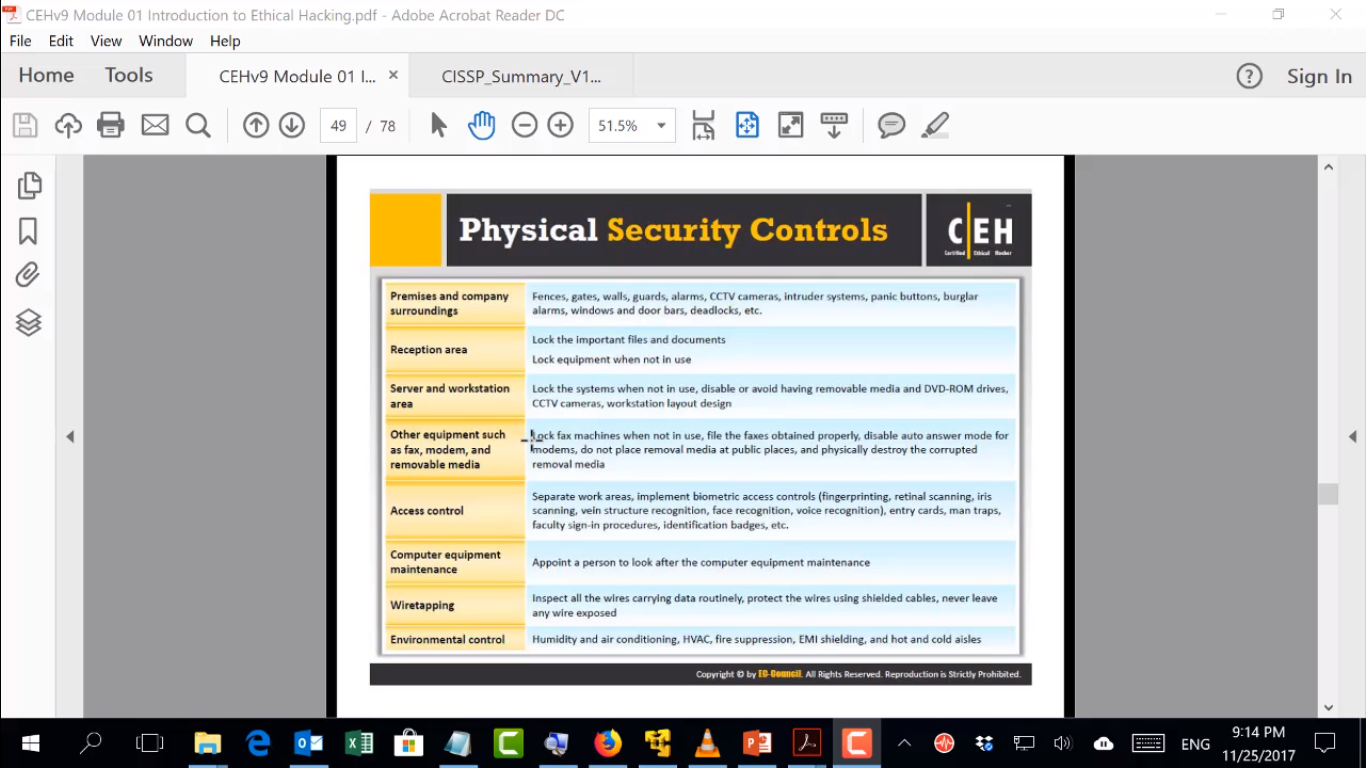 CEHv9 Module 01 Introduction to Ethical Hacking.pdf - Adobe Acrobat Reader DC
File Edit View Window Help
Home Tools CEHv9 Module 01 I... × CISSP_Summary_V1... ? Sign In
49 / 78 51.5%
Physical Security Controls
C|EH
Certified Ethical Hacker
Premises and company
surroundings
Fences, gates, walls, guards, alarms, CCTV cameras, intruder systems, panic buttons, burglar
alarms, windows and door bars, deadlocks, etc.
Reception area
Lock the important files and documents
Lock equipment when not in use
Server and workstation
area
Lock the systems when not in use, disable or avoid having removable media and DVD-ROM drives,
CCTV cameras, workstation layout design
Other equipment such
as fax, modem, and
removable media
Lock fax machines when not in use, file the faxes obtained properly, disable auto answer mode for
modems, do not place removal media at public places, and physically destroy the corrupted
removal media
Access control
Separate work areas, implement biometric access controls (fingerprinting, retinal scanning, iris
scanning, vein structure recognition, face recognition, voice recognition), entry cards, man traps,
faculty sign-in procedures, identification badges, etc.
Computer equipment
maintenance
Appoint a person to look after the computer equipment maintenance
Wiretapping
Inspect all the wires carrying data routinely, protect the wires using shielded cables, never leave
any wire exposed
Environmental control
Humidity and air conditioning, HVAC, fire suppression, EMI shielding, and hot and cold aisles
Copyright © by EC-Council. All Rights Reserved. Reproduction is Strictly Prohibited.
ENG
9:14 PM
11/25/2017